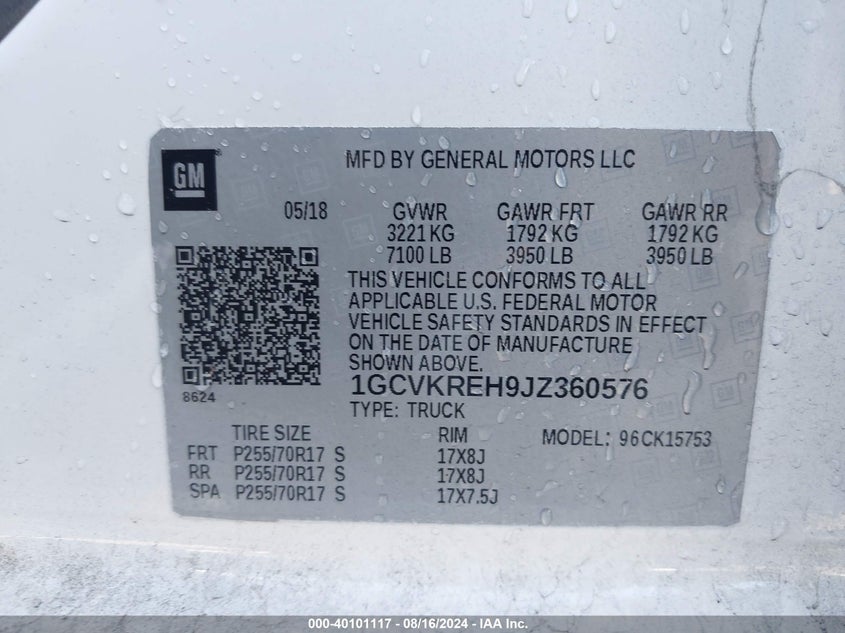 GM
MFD BY GENERAL MOTORS LLC
05/18 GVWR GAWR FRT GAWR RR
3221 KG 1792 KG 1792 KG
7100 LB 3950 LB 3950 LB
THIS VEHICLE CONFORMS TO ALL
APPLICABLE U.S. FEDERAL MOTOR
VEHICLE SAFETY STANDARDS IN EFFECT
ON THE DATE OF MANUFACTURE
SHOWN ABOVE.
8624
1GCVKREH9JZ360576
TYPE: TRUCK
TIRE SIZE RIM MODEL: 96CK15753
FRT P255/70R17 S 17X8J
RR P255/70R17 S 17X8J
SPA P255/70R17 S 17X7.5J
000-40101117 - 08/16/2024 - IAA Inc.